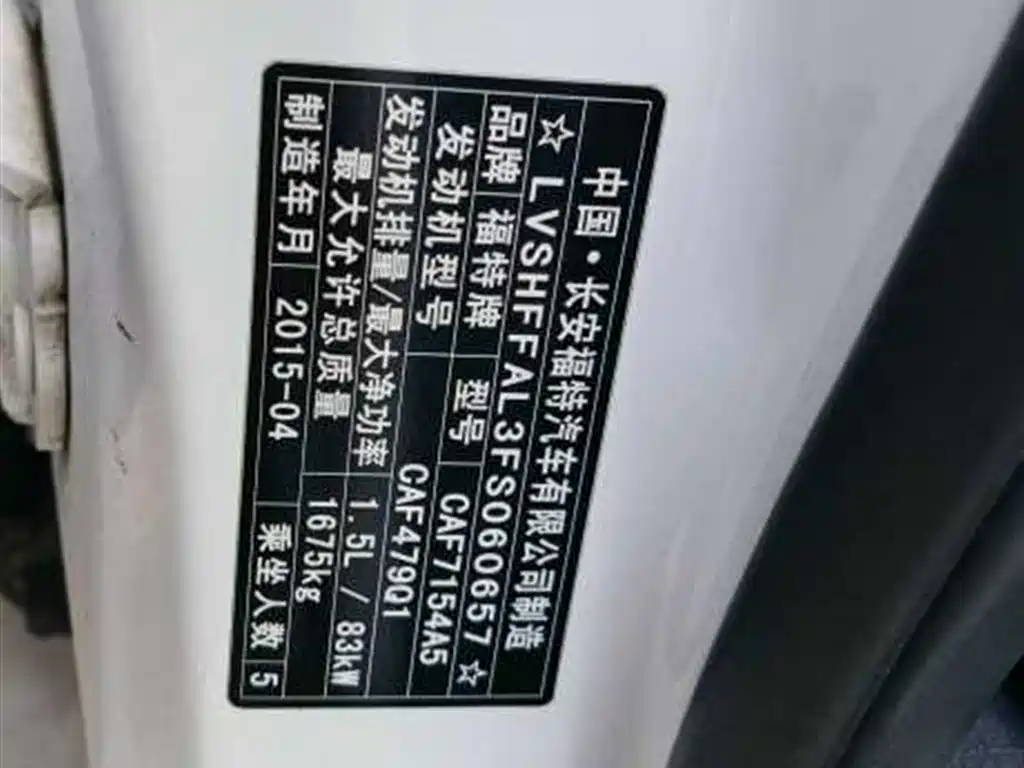 中国·长安福特汽车有限公司制造
☆LVSHFFAL3FS060657☆
品牌 福特牌 型号 CAF7154A5
发动机型号 CAF479Q1
发动机排量/最大净功率 1.5L / 83kW
最大允许总质量 1675kg
制造年月 2015-04 乘坐人数 5